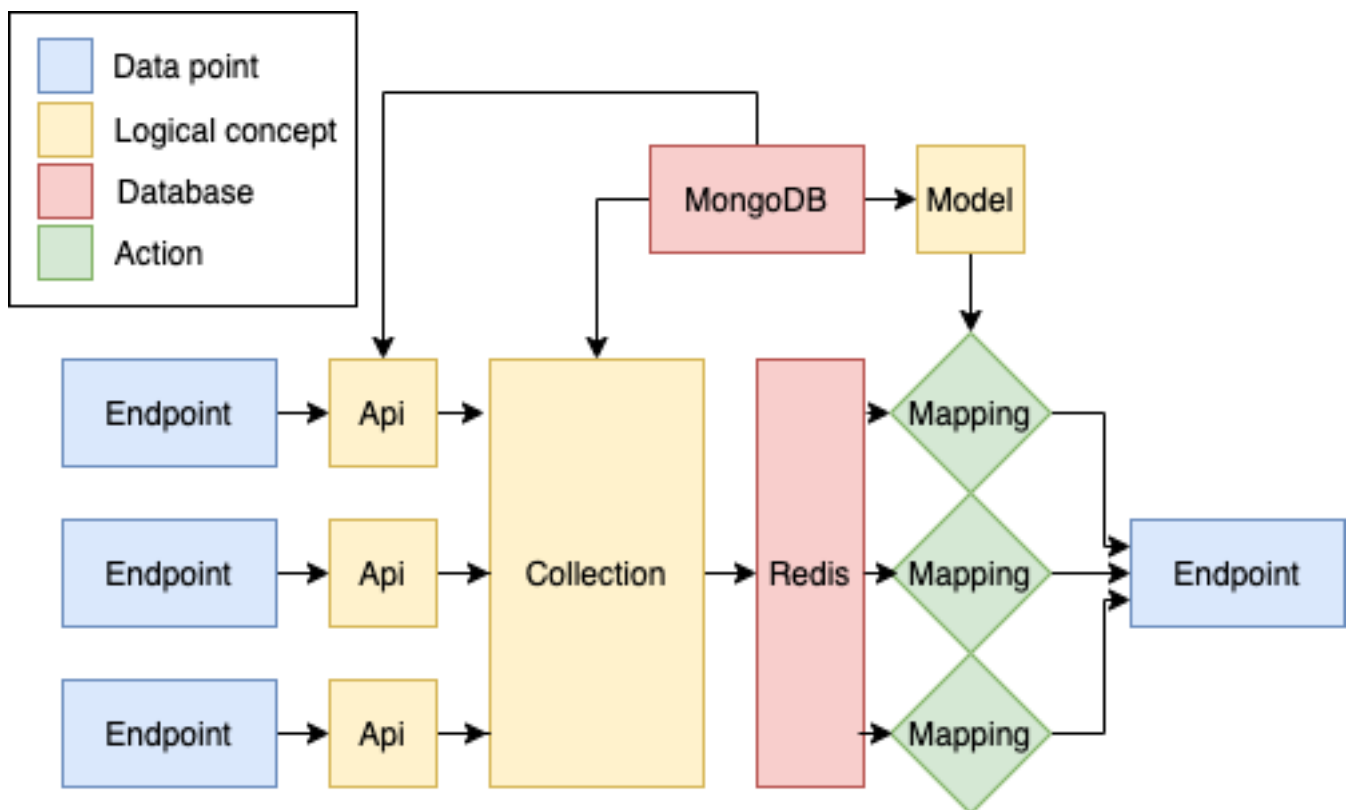 Data point
Logical concept
Database
Action
MongoDB
Model
Endpoint
Api
Mapping
Endpoint
Api
Collection
Redis
Mapping
Endpoint
Endpoint
Api
Mapping